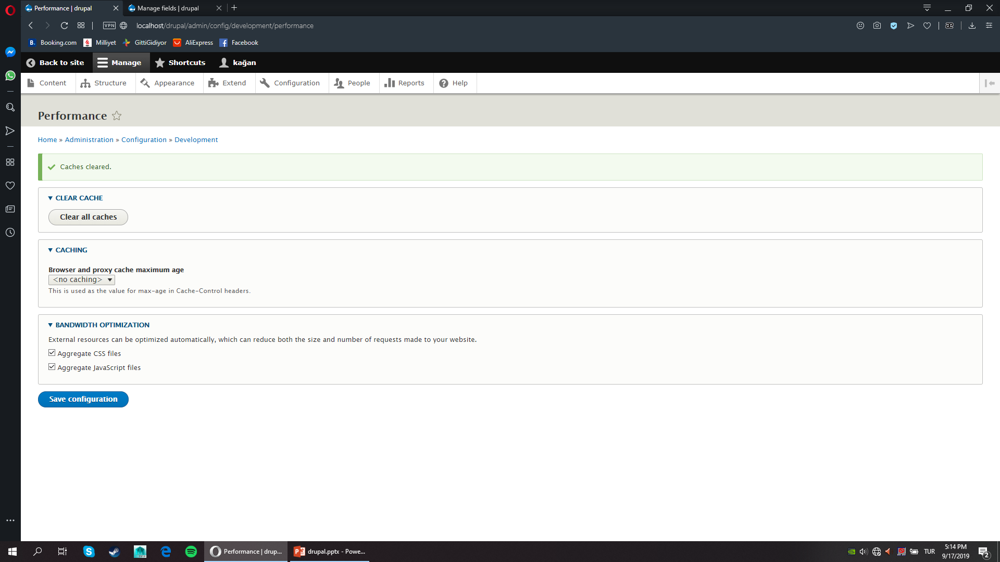 Performance | drupal
Manage fields | drupal
VPN
localhost/drupal/admin/config/development/performance
B. Booking.com
Milliyet
GittiGidiyor
AliExpress
Facebook
Back to site
Manage
Shortcuts
kağan
Content
Structure
Appearance
Extend
Configuration
People
Reports
Help
Performance
Home » Administration » Configuration » Development
Caches cleared.
CLEAR CACHE
Clear all caches
CACHING
Browser and proxy cache maximum age
<no caching>
This is used as the value for max-age in Cache-Control headers.
BANDWIDTH OPTIMIZATION
External resources can be optimized automatically, which can reduce both the size and number of requests made to your website.
Aggregate CSS files
Aggregate JavaScript files
Save configuration
Performance | drup...
drupal.pptx - Powe...
TUR
5:14 PM
9/17/2019
2